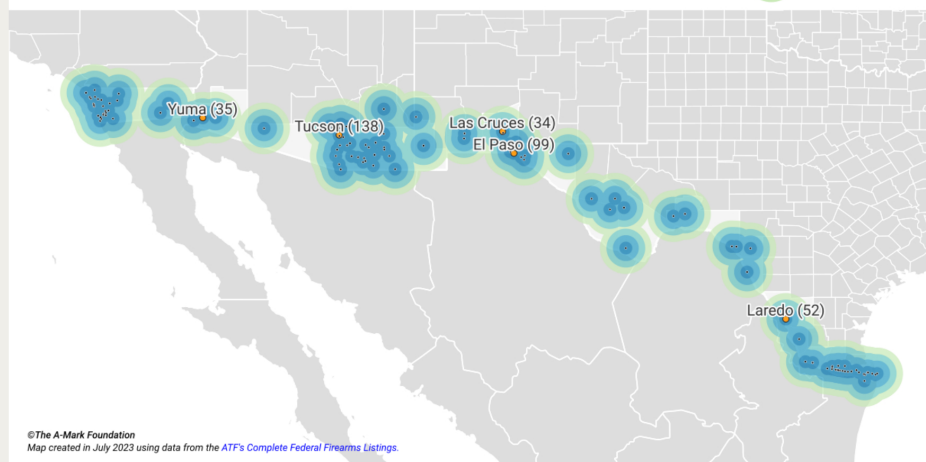 Yuma (35)
Las Cruces (34)
Tucson (138)
El Paso (99)
Laredo (52)
©The A-Mark Foundation
Map created in July 2023 using data from the ATF's Complete Federal Firearms Listings.